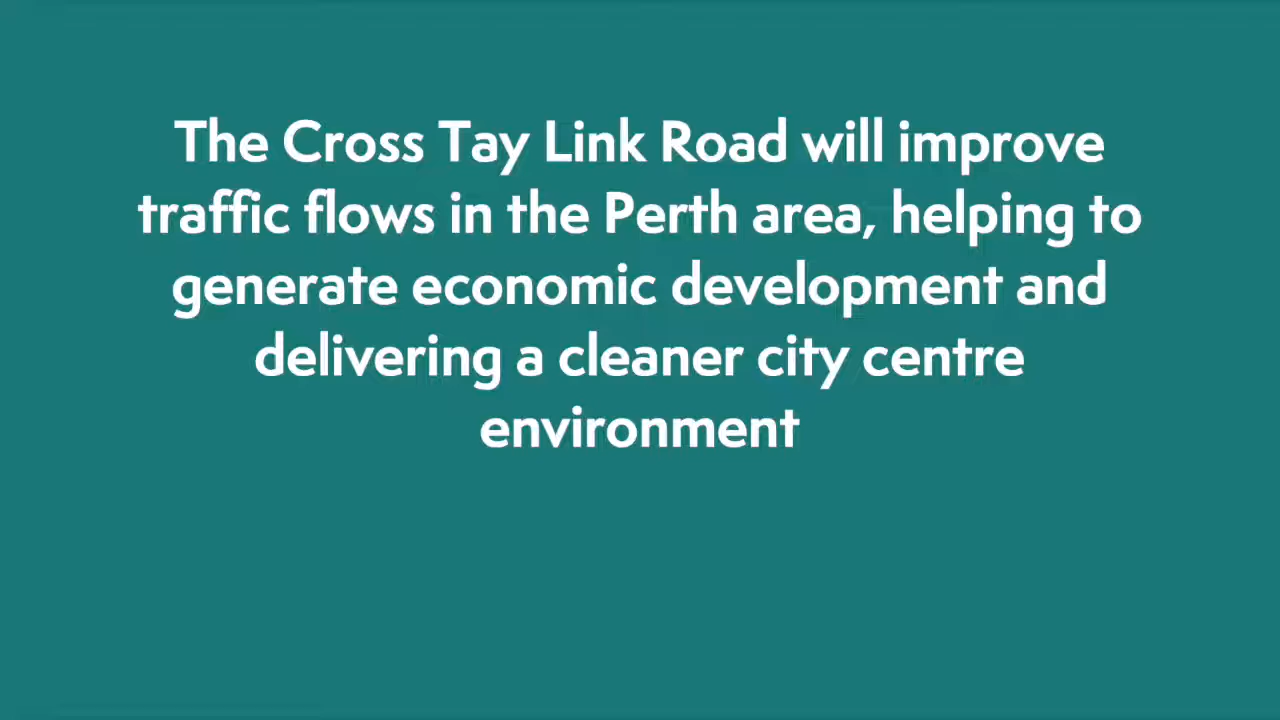 The Cross Tay Link Road will improve
traffic flows in the Perth area, helping to
generate economic development and
delivering a cleaner city centre
environment